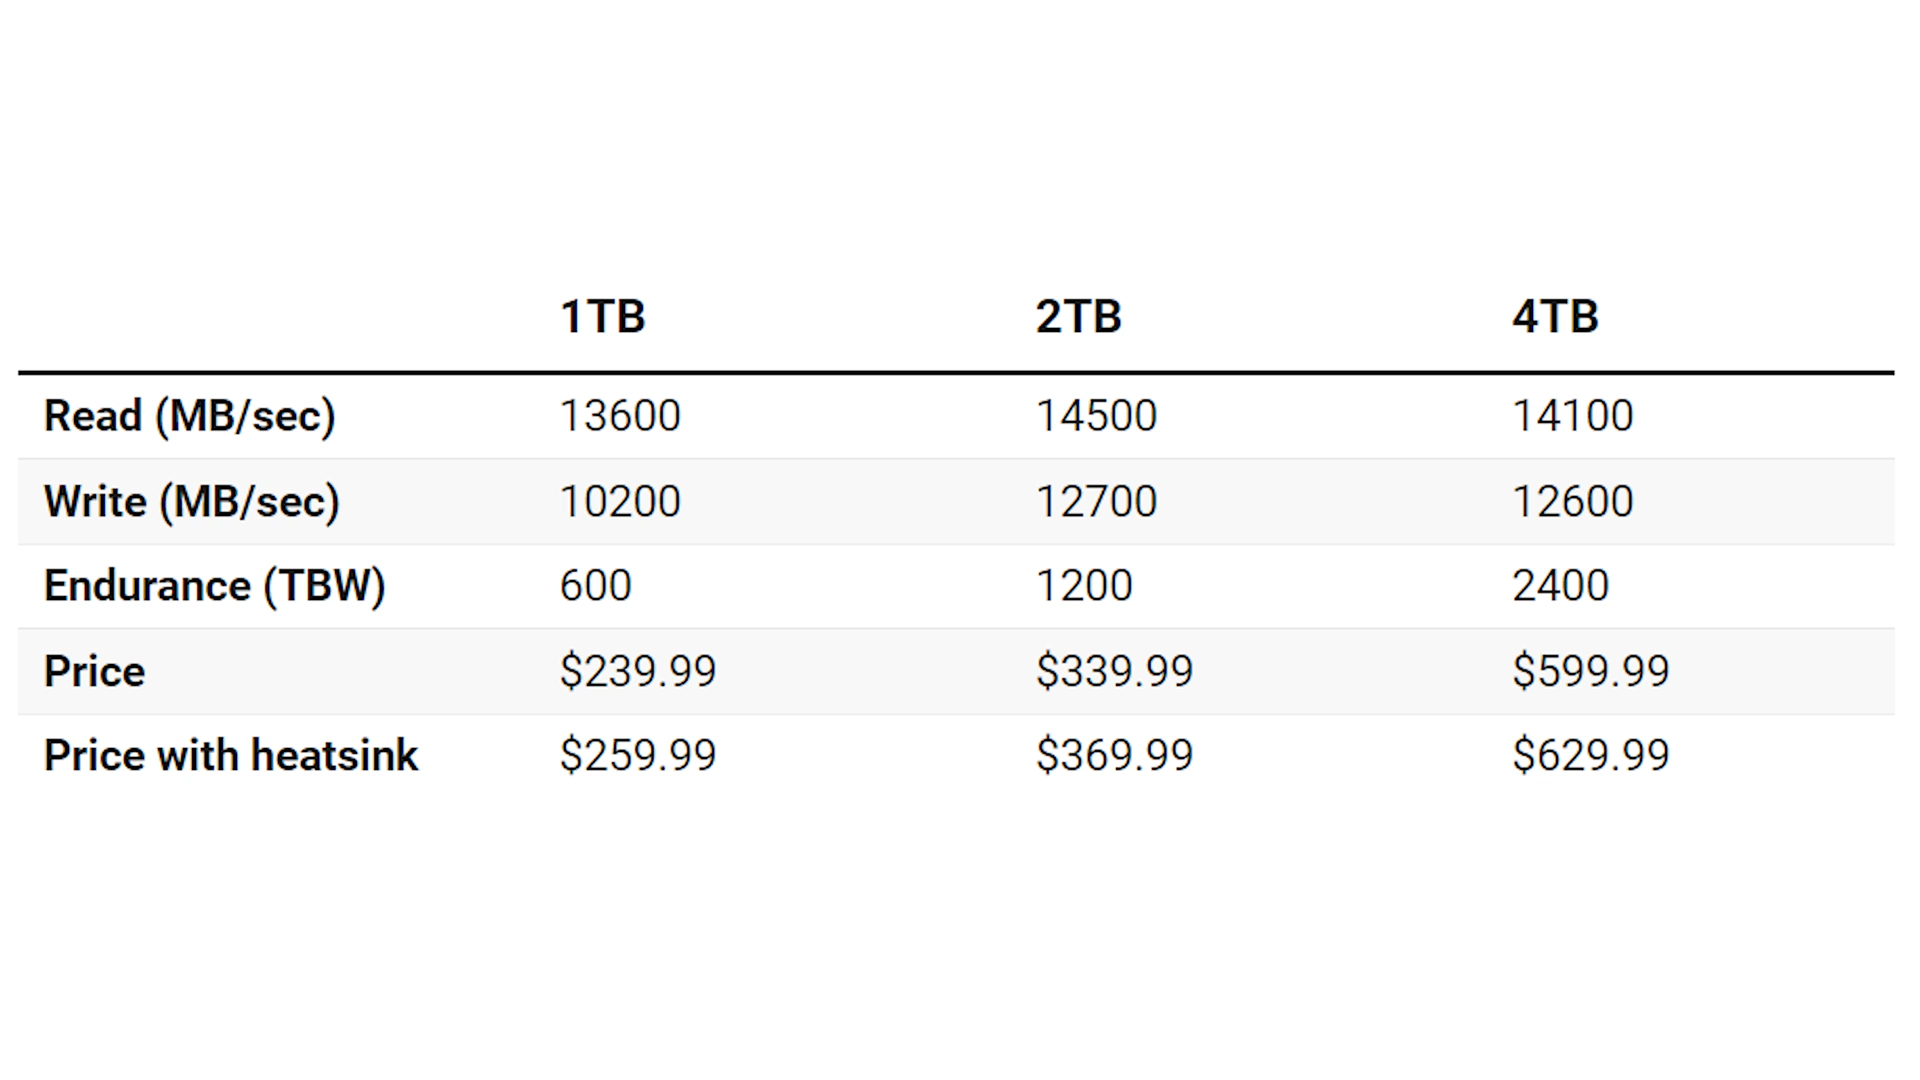 1TB 2TB 4TB
Read (MB/sec) 13600 14500 14100
Write (MB/sec) 10200 12700 12600
Endurance (TBW) 600 1200 2400
Price $239.99 $339.99 $599.99
Price with heatsink $259.99 $369.99 $629.99